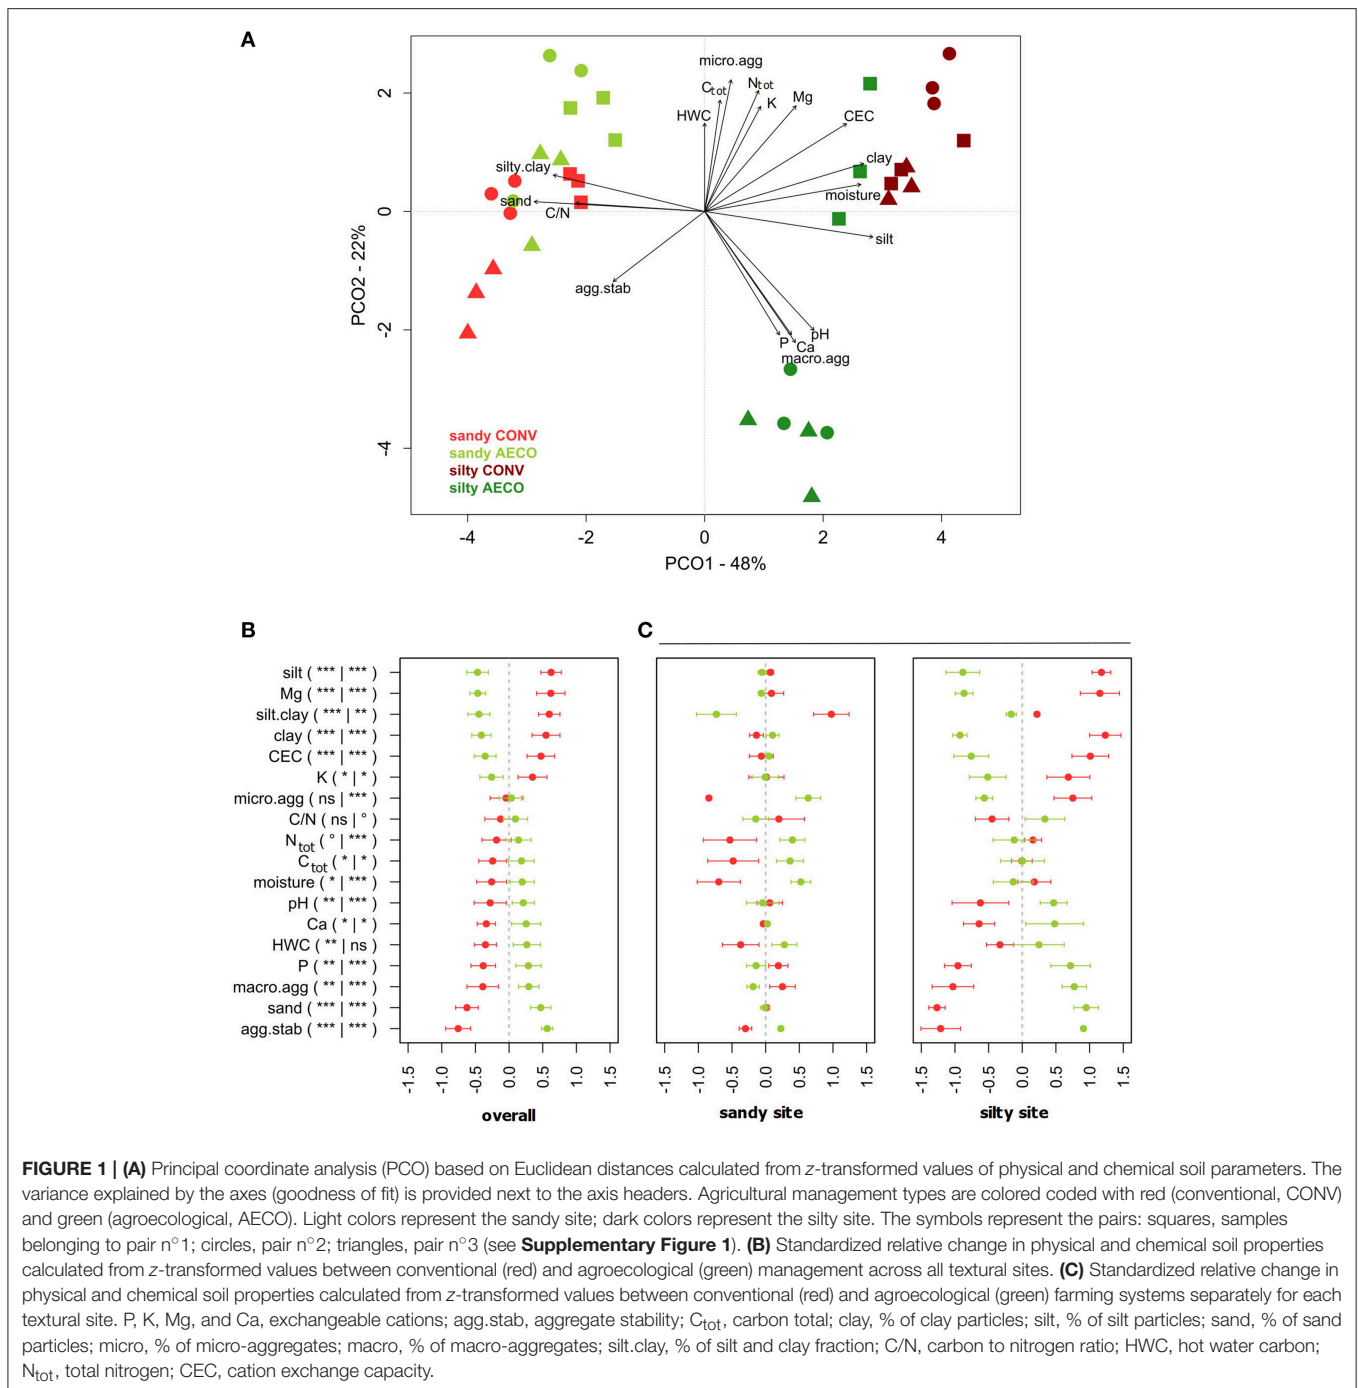 A
micro.agg
Ntot
Ctot
K
Mg
HWC
CEC
clay
silty.clay
moisture
sand
C/N
silt
agg.stab
pH
P
Ca
macro.agg
2
0
-2
-4
PCO2 - 22%
sandy CONV
sandy AECO
silty CONV
silty AECO
-4 -2 0 2 4
PCO1 - 48%
B
C
silt ( *** | *** )
Mg ( *** | *** )
silt.clay ( *** | ** )
clay ( *** | *** )
CEC ( *** | *** )
K ( * | * )
micro.agg ( ns | *** )
C/N ( ns | ° )
Ntot ( ° | *** )
Ctot ( * | * )
moisture ( * | *** )
pH ( ** | *** )
Ca ( * | * )
HWC ( ** | ns )
P ( ** | *** )
macro.agg ( ** | *** )
sand ( *** | *** )
agg.stab ( *** | *** )
-1.5 -1.0 -0.5 0.0 0.5 1.0 1.5
overall
-1.5 -1.0 -0.5 0.0 0.5 1.0 1.5
sandy site
-1.5 -1.0 -0.5 0.0 0.5 1.0 1.5
silty site
FIGURE 1 | (A) Principal coordinate analysis (PCO) based on Euclidean distances calculated from z-transformed values of physical and chemical soil parameters. The
variance explained by the axes (goodness of fit) is provided next to the axis headers. Agricultural management types are colored coded with red (conventional, CONV)
and green (agroecological, AECO). Light colors represent the sandy site; dark colors represent the silty site. The symbols represent the pairs: squares, samples
belonging to pair n°1; circles, pair n°2; triangles, pair n°3 (see Supplementary Figure 1). (B) Standardized relative change in physical and chemical soil properties
calculated from z-transformed values between conventional (red) and agroecological (green) management across all textural sites. (C) Standardized relative change in
physical and chemical soil properties calculated from z-transformed values between conventional (red) and agroecological (green) farming systems separately for each
textural site. P, K, Mg, and Ca, exchangeable cations; agg.stab, aggregate stability; Ctot, carbon total; clay, % of clay particles; silt, % of silt particles; sand, % of sand
particles; micro, % of micro-aggregates; macro, % of macro-aggregates; silt.clay, % of silt and clay fraction; C/N, carbon to nitrogen ratio; HWC, hot water carbon;
Ntot, total nitrogen; CEC, cation exchange capacity.